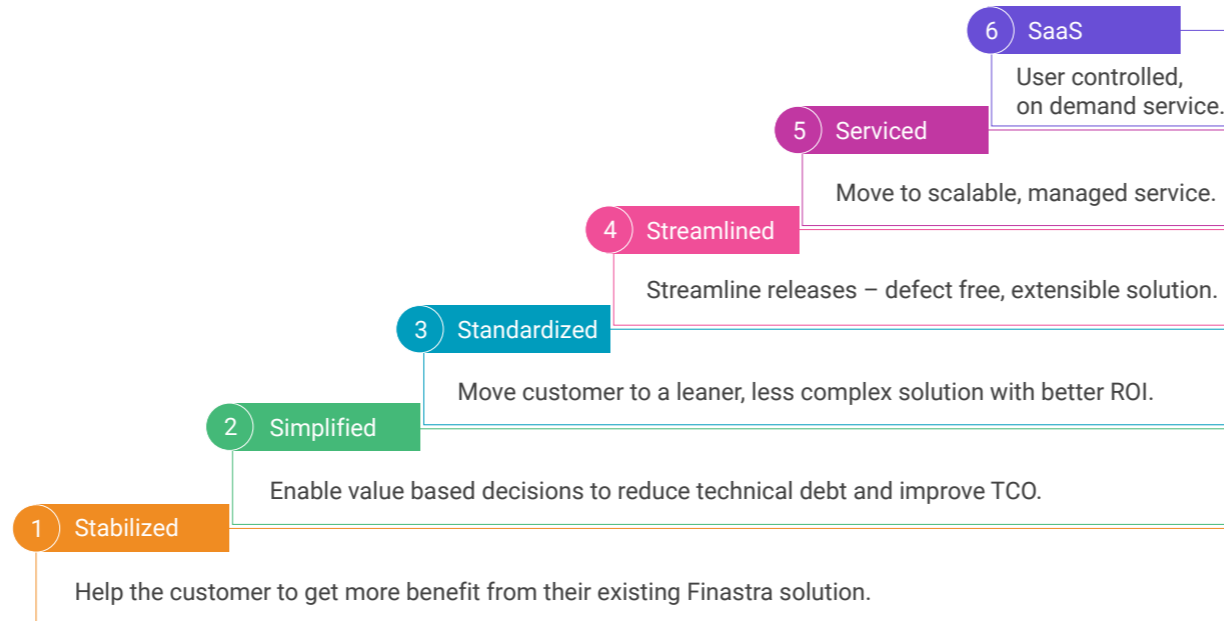 6 SaaS
User controlled,
on demand service.
5 Serviced
Move to scalable, managed service.
4 Streamlined
Streamline releases – defect free, extensible solution.
3 Standardized
Move customer to a leaner, less complex solution with better ROI.
2 Simplified
Enable value based decisions to reduce technical debt and improve TCO.
1 Stabilized
Help the customer to get more benefit from their existing Finastra solution.